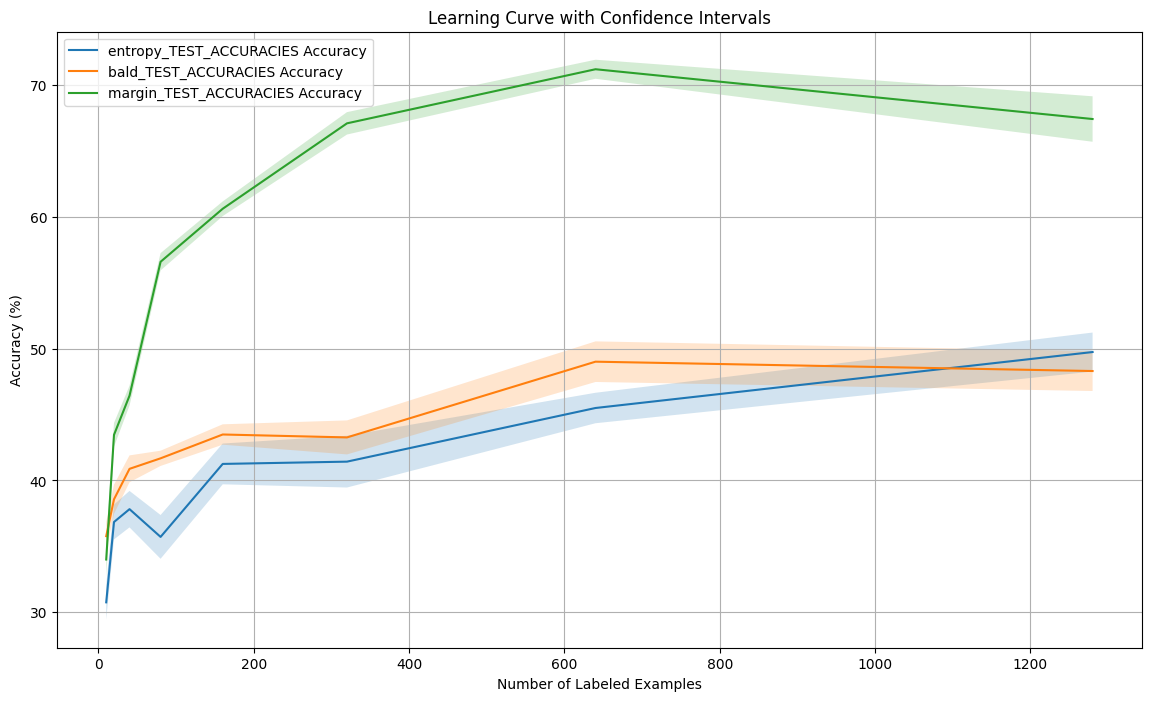 Learning Curve with Confidence Intervals
entropy_TEST_ACCURACIES Accuracy
bald_TEST_ACCURACIES Accuracy
margin_TEST_ACCURACIES Accuracy
Accuracy (%)
70
60
50
40
30
0 200 400 600 800 1000 1200
Number of Labeled Examples